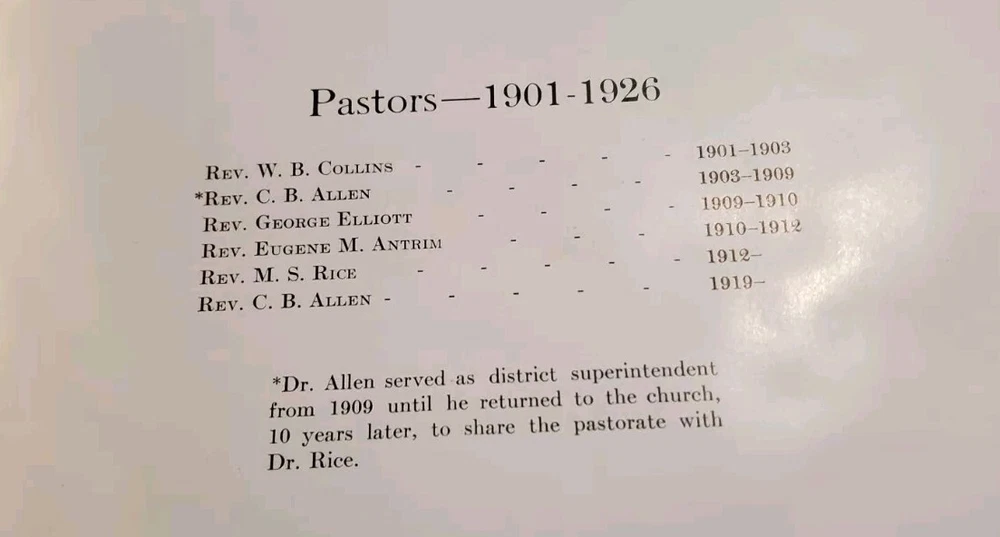 Pastors—1901-1926
Rev. W. B. Collins - - - - - 1901–1903
*Rev. C. B. Allen - - - - 1903–1909
Rev. George Elliott - - - - 1909–1910
Rev. Eugene M. Antrim - - - 1910–1912
Rev. M. S. Rice - - - - - 1912–
Rev. C. B. Allen - - - - - 1919–
*Dr. Allen served as district superintendent
from 1909 until he returned to the church,
10 years later, to share the pastorate with
Dr. Rice.